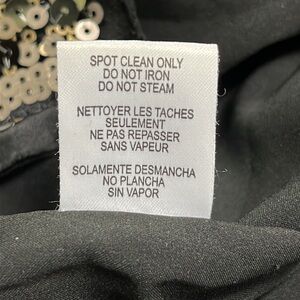 SPOT CLEAN ONLY
DO NOT IRON
DO NOT STEAM
NETTOYER LES TACHES
SEULEMENT
NE PAS REPASSER
SANS VAPEUR
SOLAMENTE DESMANCHA
NO PLANCHA
SIN VAPOR